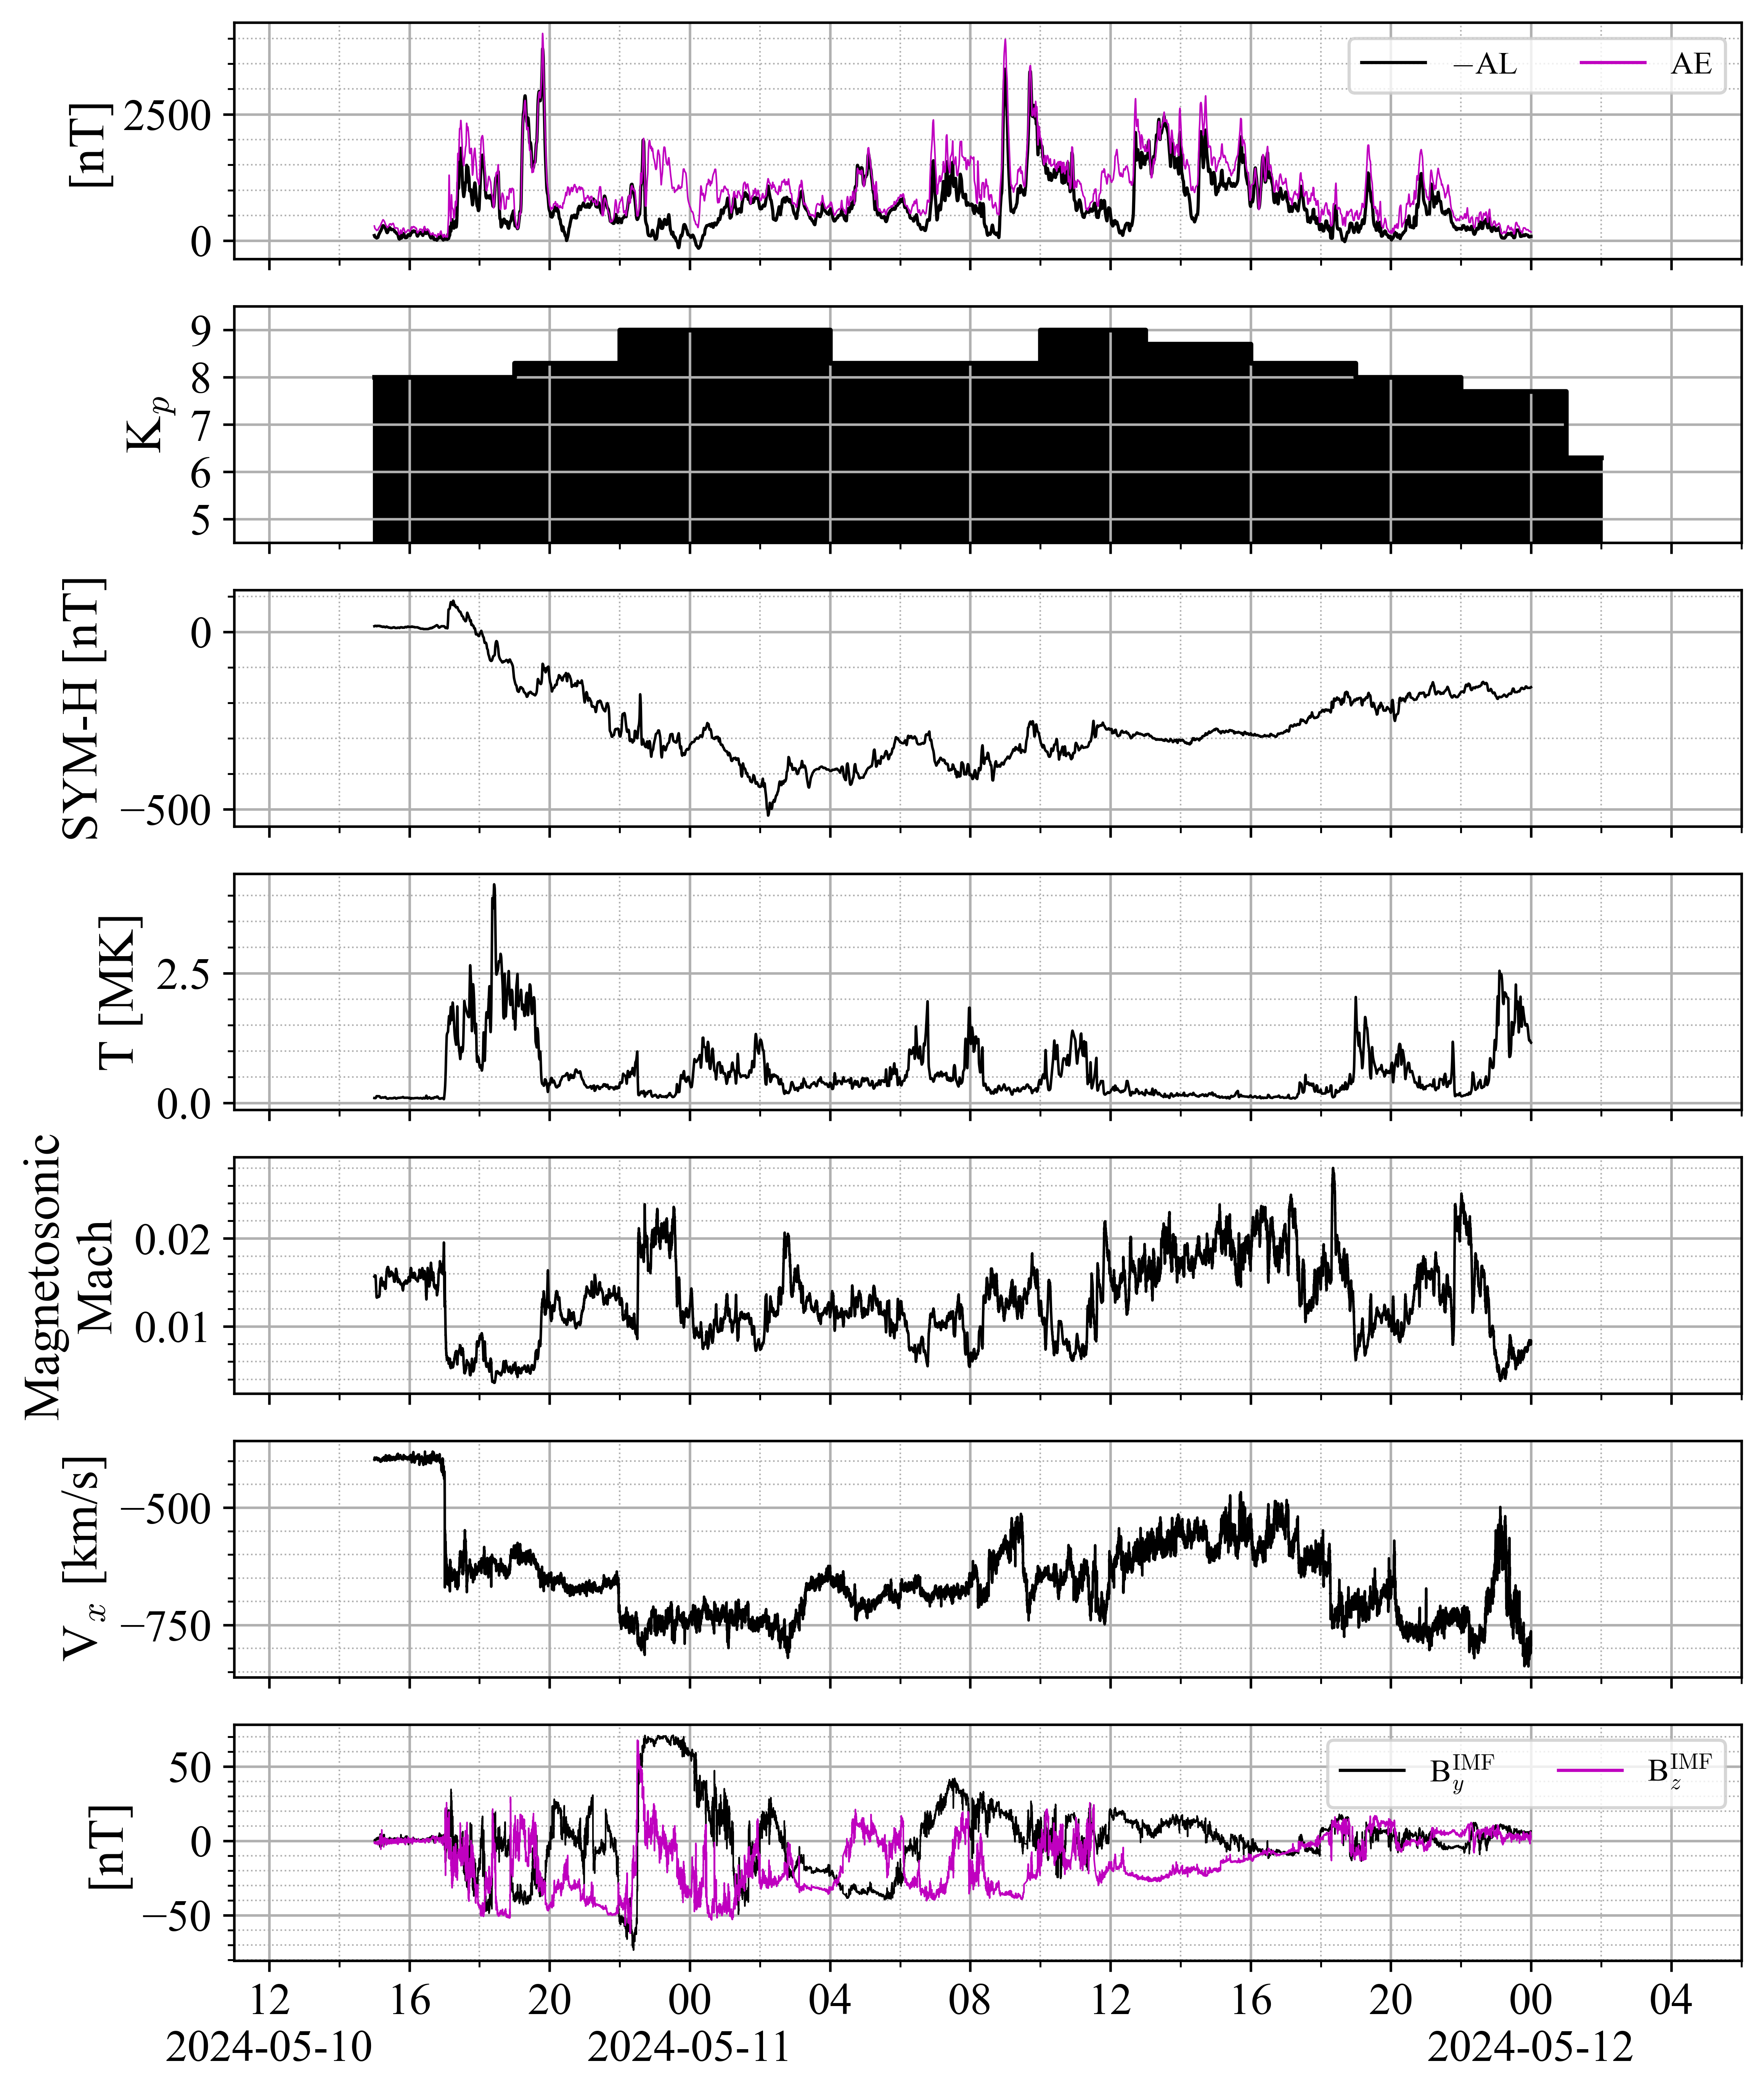 [nT]
2500
0
−AL
AE
K_p
9
8
7
6
5
SYM-H [nT]
0
−500
T [MK]
2.5
0.0
Magnetosonic
Mach
0.02
0.01
V_x [km/s]
−500
−750
[nT]
50
0
−50
B_y^IMF
B_z^IMF
12 16 20 00 04 08 12 16 20 00 04
2024-05-10 2024-05-11 2024-05-12